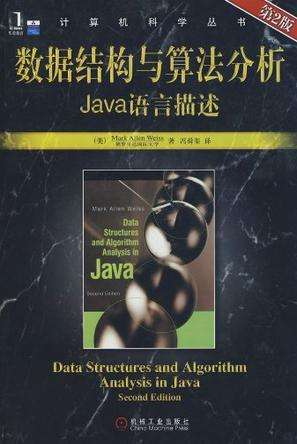 计算机科学丛书
第2版
数据结构与算法分析
Java语言描述
(美) Mark Allen Weiss 著 冯舜玺 译
Mark Allen Weiss
Data
Structures
and Algorithm
Analysis in
Java
Second Edition
Data Structures and Algorithm
Analysis in Java
Second Edition
机械工业出版社
China Machine Press